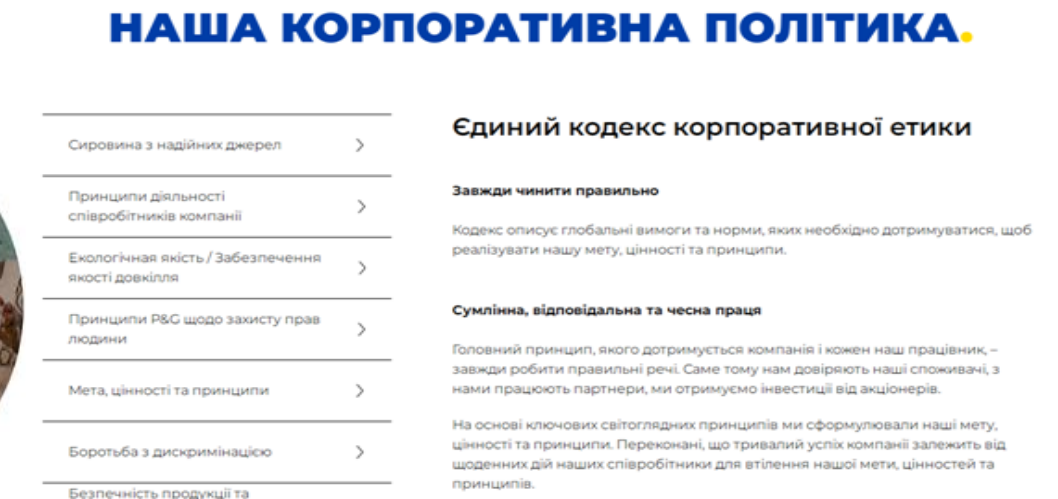 НАША КОРПОРАТИВНА ПОЛІТИКА.
Сировина з надійних джерел
Принципи діяльності
співробітників компанії
Екологічная якість / Забезпечення
якості довкілля
Принципи P&G щодо захисту прав
людини
Мета, цінності та принципи
Боротьба з дискримінацією
Безпечність продукції та
Єдиний кодекс корпоративної етики
Завжди чинити правильно
Кодекс описує глобальні вимоги та норми, яких необхідно дотримуватися, щоб
реалізувати нашу мету, цінності та принципи.
Сумлінна, відповідальна та чесна праця
Головний принцип, якого дотримується компанія і кожен наш працівник, –
завжди робити правильні речі. Саме тому нам довіряють наші споживачі, з
нами працюють партнери, ми отримуємо інвестиції від акціонерів.
На основі ключових світоглядних принципів ми сформулювали наші мету,
цінності та принципи. Переконані, що тривалий успіх компанії залежить від
щоденних дій наших співробітники для втілення нашої мети, цінностей та
принципів.